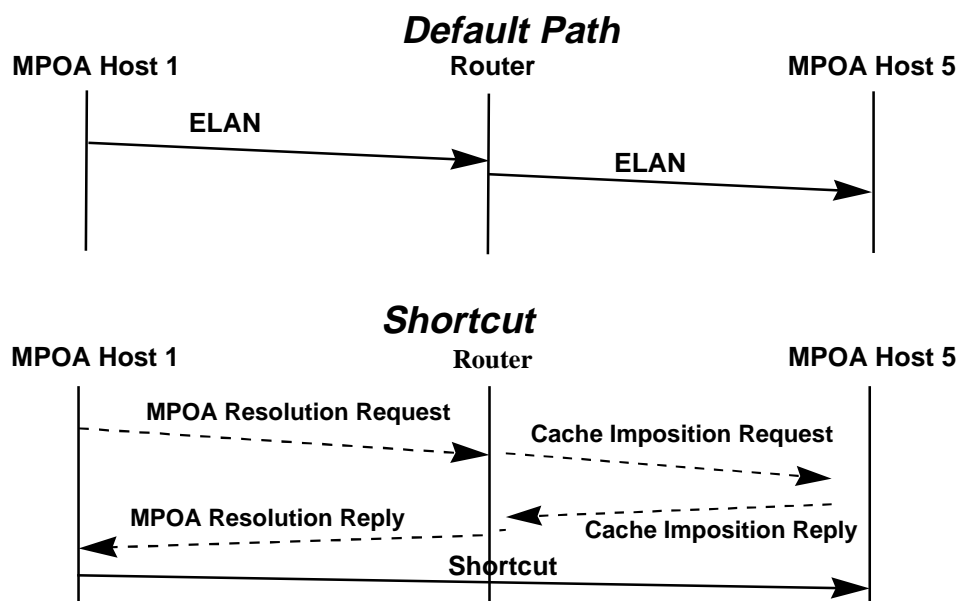 Default Path
MPOA Host 1 Router MPOA Host 5
ELAN
ELAN
Shortcut
MPOA Host 1 Router MPOA Host 5
MPOA Resolution Request
Cache Imposition Request
MPOA Resolution Reply
Cache Imposition Reply
Shortcut